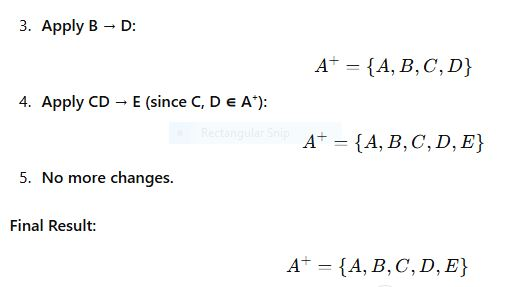 3. Apply B → D:
A⁺ = {A, B, C, D}
4. Apply CD → E (since C, D ∈ A⁺):
Rectangular Snip
A⁺ = {A, B, C, D, E}
5. No more changes.
Final Result:
A⁺ = {A, B, C, D, E}